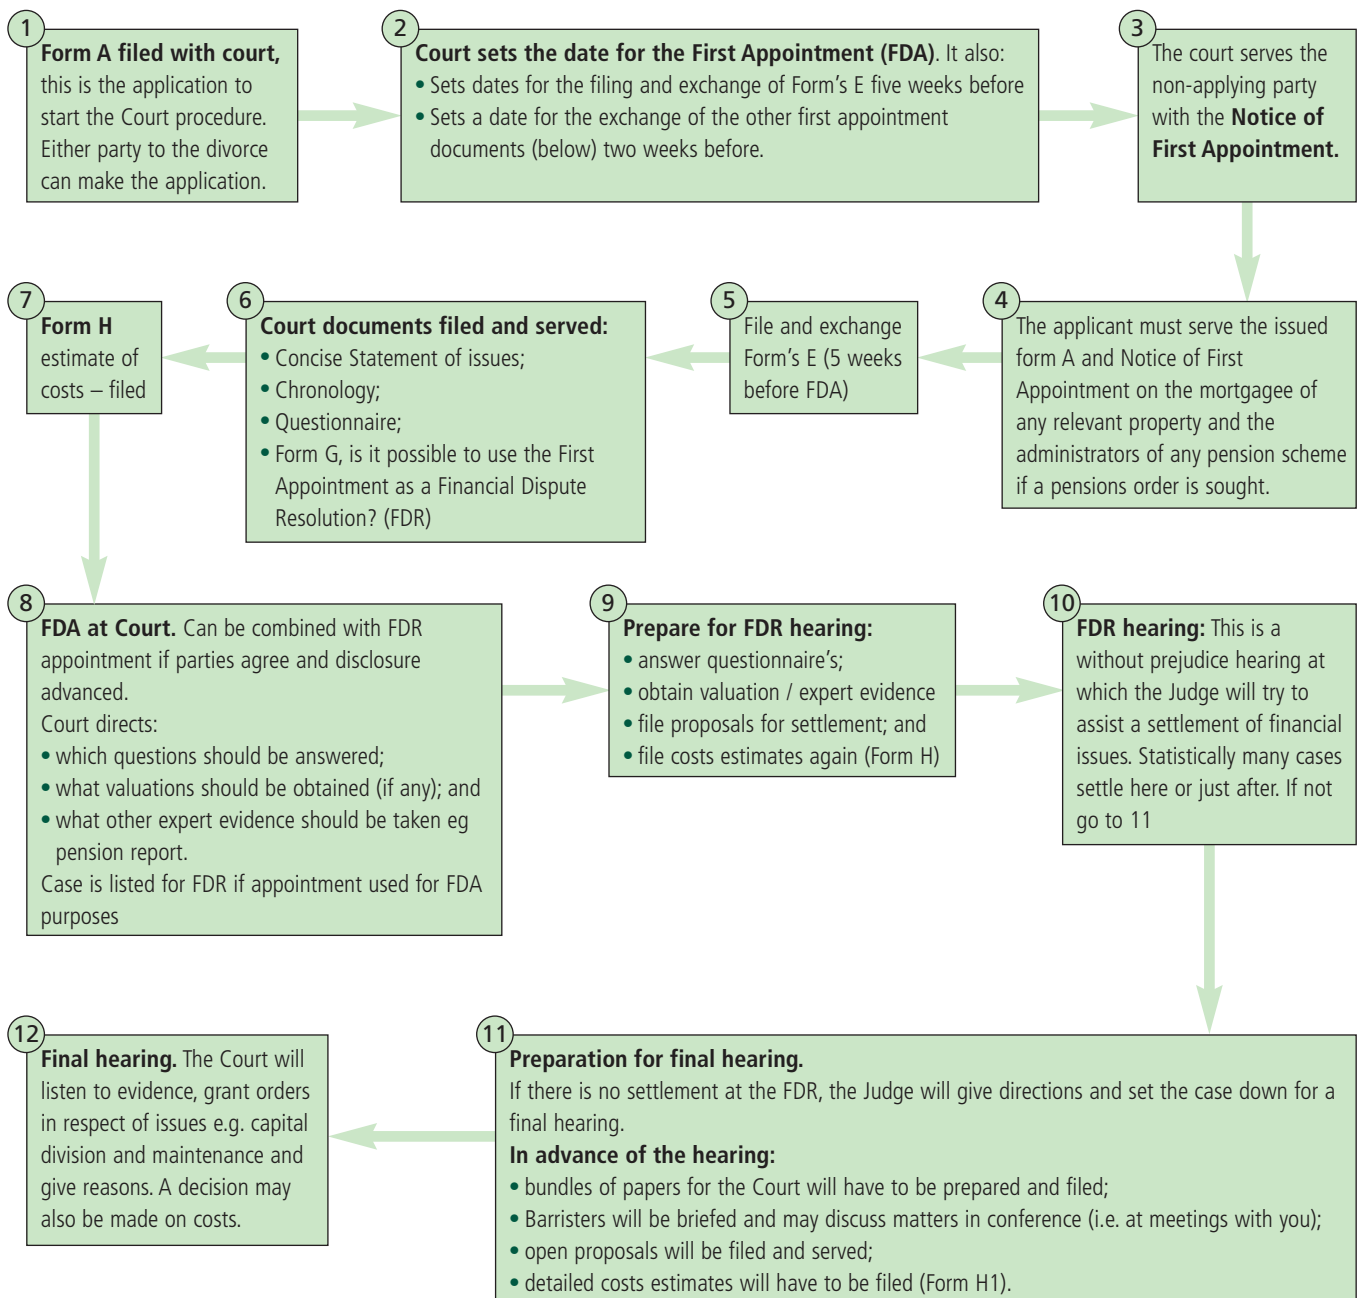 1
Form A filed with court,
this is the application to
start the Court procedure.
Either party to the divorce
can make the application.
2
Court sets the date for the First Appointment (FDA). It also:
• Sets dates for the filing and exchange of Form's E five weeks before
• Sets a date for the exchange of the other first appointment
documents (below) two weeks before.
3
The court serves the
non-applying party
with the Notice of
First Appointment.
4
The applicant must serve the issued
form A and Notice of First
Appointment on the mortgagee of
any relevant property and the
administrators of any pension scheme
if a pensions order is sought.
5
File and exchange
Form's E (5 weeks
before FDA)
6
Court documents filed and served:
• Concise Statement of issues;
• Chronology;
• Questionnaire;
• Form G, is it possible to use the First
Appointment as a Financial Dispute
Resolution? (FDR)
7
Form H
estimate of
costs – filed
8
FDA at Court. Can be combined with FDR
appointment if parties agree and disclosure
advanced.
Court directs:
• which questions should be answered;
• what valuations should be obtained (if any); and
• what other expert evidence should be taken eg
pension report.
Case is listed for FDR if appointment used for FDA
purposes
9
Prepare for FDR hearing:
• answer questionnaire's;
• obtain valuation / expert evidence
• file proposals for settlement; and
• file costs estimates again (Form H)
10
FDR hearing: This is a
without prejudice hearing at
which the Judge will try to
assist a settlement of financial
issues. Statistically many cases
settle here or just after. If not
go to 11
11
Preparation for final hearing.
If there is no settlement at the FDR, the Judge will give directions and set the case down for a
final hearing.
In advance of the hearing:
• bundles of papers for the Court will have to be prepared and filed;
• Barristers will be briefed and may discuss matters in conference (i.e. at meetings with you);
• open proposals will be filed and served;
• detailed costs estimates will have to be filed (Form H1).
12
Final hearing. The Court will
listen to evidence, grant orders
in respect of issues e.g. capital
division and maintenance and
give reasons. A decision may
also be made on costs.